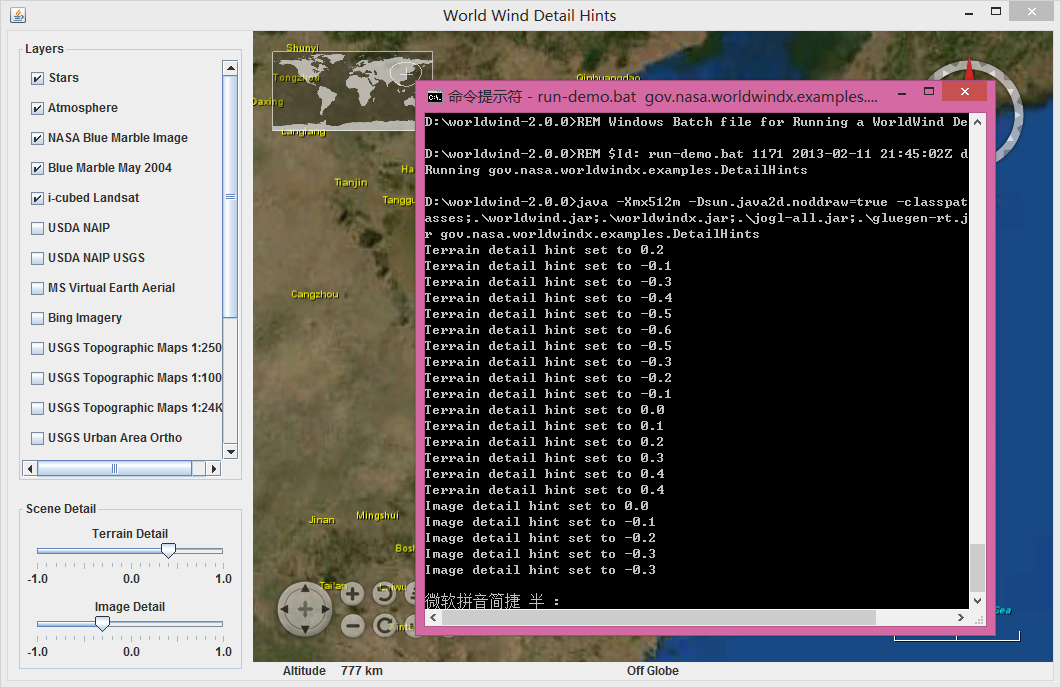 World Wind Detail Hints
Layers
Stars
Atmosphere
NASA Blue Marble Image
Blue Marble May 2004
i-cubed Landsat
USDA NAIP
USDA NAIP USGS
MS Virtual Earth Aerial
Bing Imagery
USGS Topographic Maps 1:250
USGS Topographic Maps 1:100
USGS Topographic Maps 1:24K
USGS Urban Area Ortho
Scene Detail
Terrain Detail
-1.0 0.0 1.0
Image Detail
-1.0 0.0 1.0
Shunyi
Tongzhou
Daxing
Langfang
Qinhuangdao
Tianjin
Ha
Tanggu
Cangzhou
Jinan
Mingshui
Bosh
Tai'an
Laiwu
Sea
命令提示符 - run-demo.bat gov.nasa.worldwindx.examples....
D:\worldwind-2.0.0>REM Windows Batch file for Running a WorldWind De
D:\worldwind-2.0.0>REM $Id: run-demo.bat 1171 2013-02-11 21:45:02Z d
Running gov.nasa.worldwindx.examples.DetailHints
D:\worldwind-2.0.0>java -Xmx512m -Dsun.java2d.noddraw=true -classpat
asses;.\worldwind.jar;.\worldwindx.jar;.\jogl-all.jar;.\gluegen-rt.j
r gov.nasa.worldwindx.examples.DetailHints
Terrain detail hint set to 0.2
Terrain detail hint set to -0.1
Terrain detail hint set to -0.3
Terrain detail hint set to -0.4
Terrain detail hint set to -0.5
Terrain detail hint set to -0.6
Terrain detail hint set to -0.5
Terrain detail hint set to -0.3
Terrain detail hint set to -0.2
Terrain detail hint set to -0.1
Terrain detail hint set to 0.0
Terrain detail hint set to 0.1
Terrain detail hint set to 0.2
Terrain detail hint set to 0.3
Terrain detail hint set to 0.4
Terrain detail hint set to 0.4
Image detail hint set to 0.0
Image detail hint set to -0.1
Image detail hint set to -0.2
Image detail hint set to -0.3
Image detail hint set to -0.3
微软拼音简捷 半 :
Altitude 777 km Off Globe